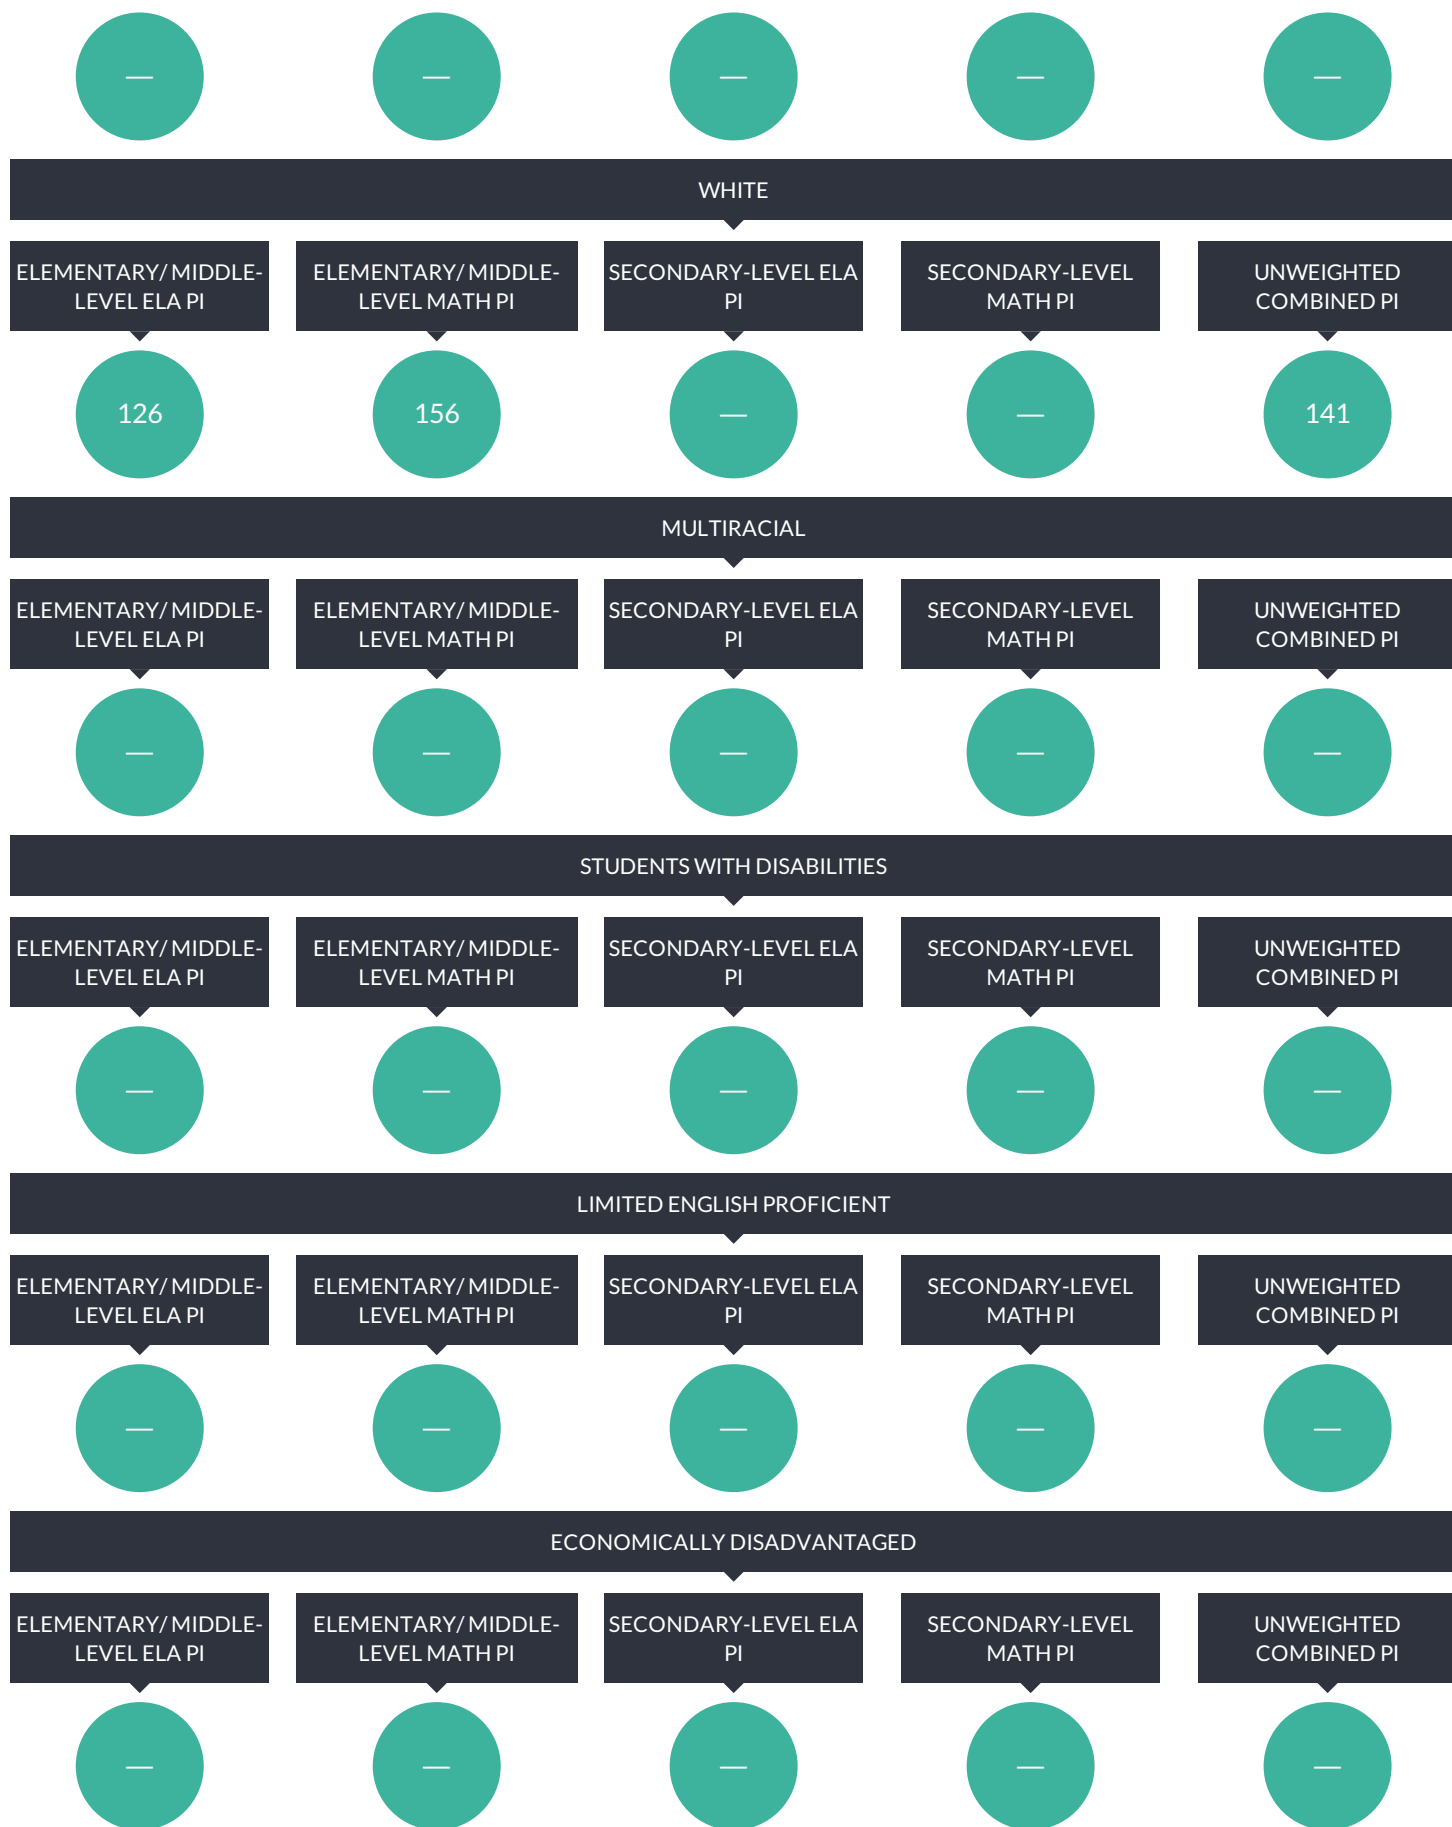 — — — — —
WHITE
ELEMENTARY/ MIDDLE- ELEMENTARY/ MIDDLE- SECONDARY-LEVEL ELA SECONDARY-LEVEL UNWEIGHTED
LEVEL ELA PI LEVEL MATH PI PI MATH PI COMBINED PI
126 156 — — 141
MULTIRACIAL
ELEMENTARY/ MIDDLE- ELEMENTARY/ MIDDLE- SECONDARY-LEVEL ELA SECONDARY-LEVEL UNWEIGHTED
LEVEL ELA PI LEVEL MATH PI PI MATH PI COMBINED PI
— — — — —
STUDENTS WITH DISABILITIES
ELEMENTARY/ MIDDLE- ELEMENTARY/ MIDDLE- SECONDARY-LEVEL ELA SECONDARY-LEVEL UNWEIGHTED
LEVEL ELA PI LEVEL MATH PI PI MATH PI COMBINED PI
— — — — —
LIMITED ENGLISH PROFICIENT
ELEMENTARY/ MIDDLE- ELEMENTARY/ MIDDLE- SECONDARY-LEVEL ELA SECONDARY-LEVEL UNWEIGHTED
LEVEL ELA PI LEVEL MATH PI PI MATH PI COMBINED PI
— — — — —
ECONOMICALLY DISADVANTAGED
ELEMENTARY/ MIDDLE- ELEMENTARY/ MIDDLE- SECONDARY-LEVEL ELA SECONDARY-LEVEL UNWEIGHTED
LEVEL ELA PI LEVEL MATH PI PI MATH PI COMBINED PI
— — — — —